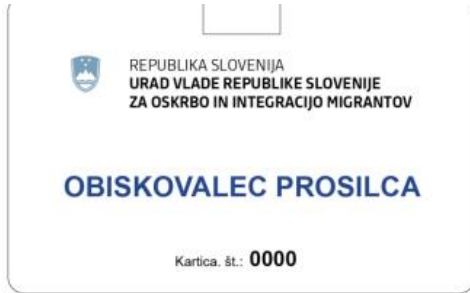 REPUBLIKA SLOVENIJA
URAD VLADE REPUBLIKE SLOVENIJE
ZA OSKRBO IN INTEGRACIJO MIGRANTOV
OBISKOVALEC PROSILCA
Kartica. št.: 0000